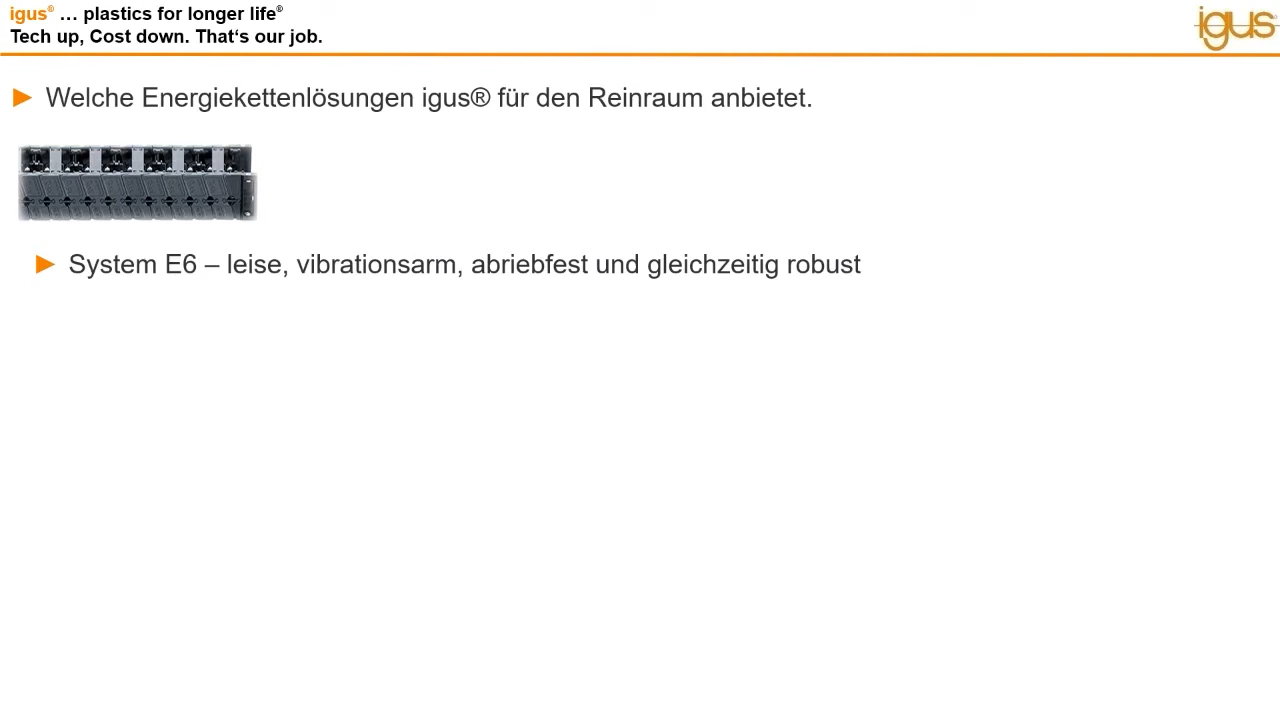 igus® … plastics for longer life®
Tech up, Cost down. That‘s our job.
igus®
► Welche Energiekettenlösungen igus® für den Reinraum anbietet.
► System E6 – leise, vibrationsarm, abriebfest und gleichzeitig robust